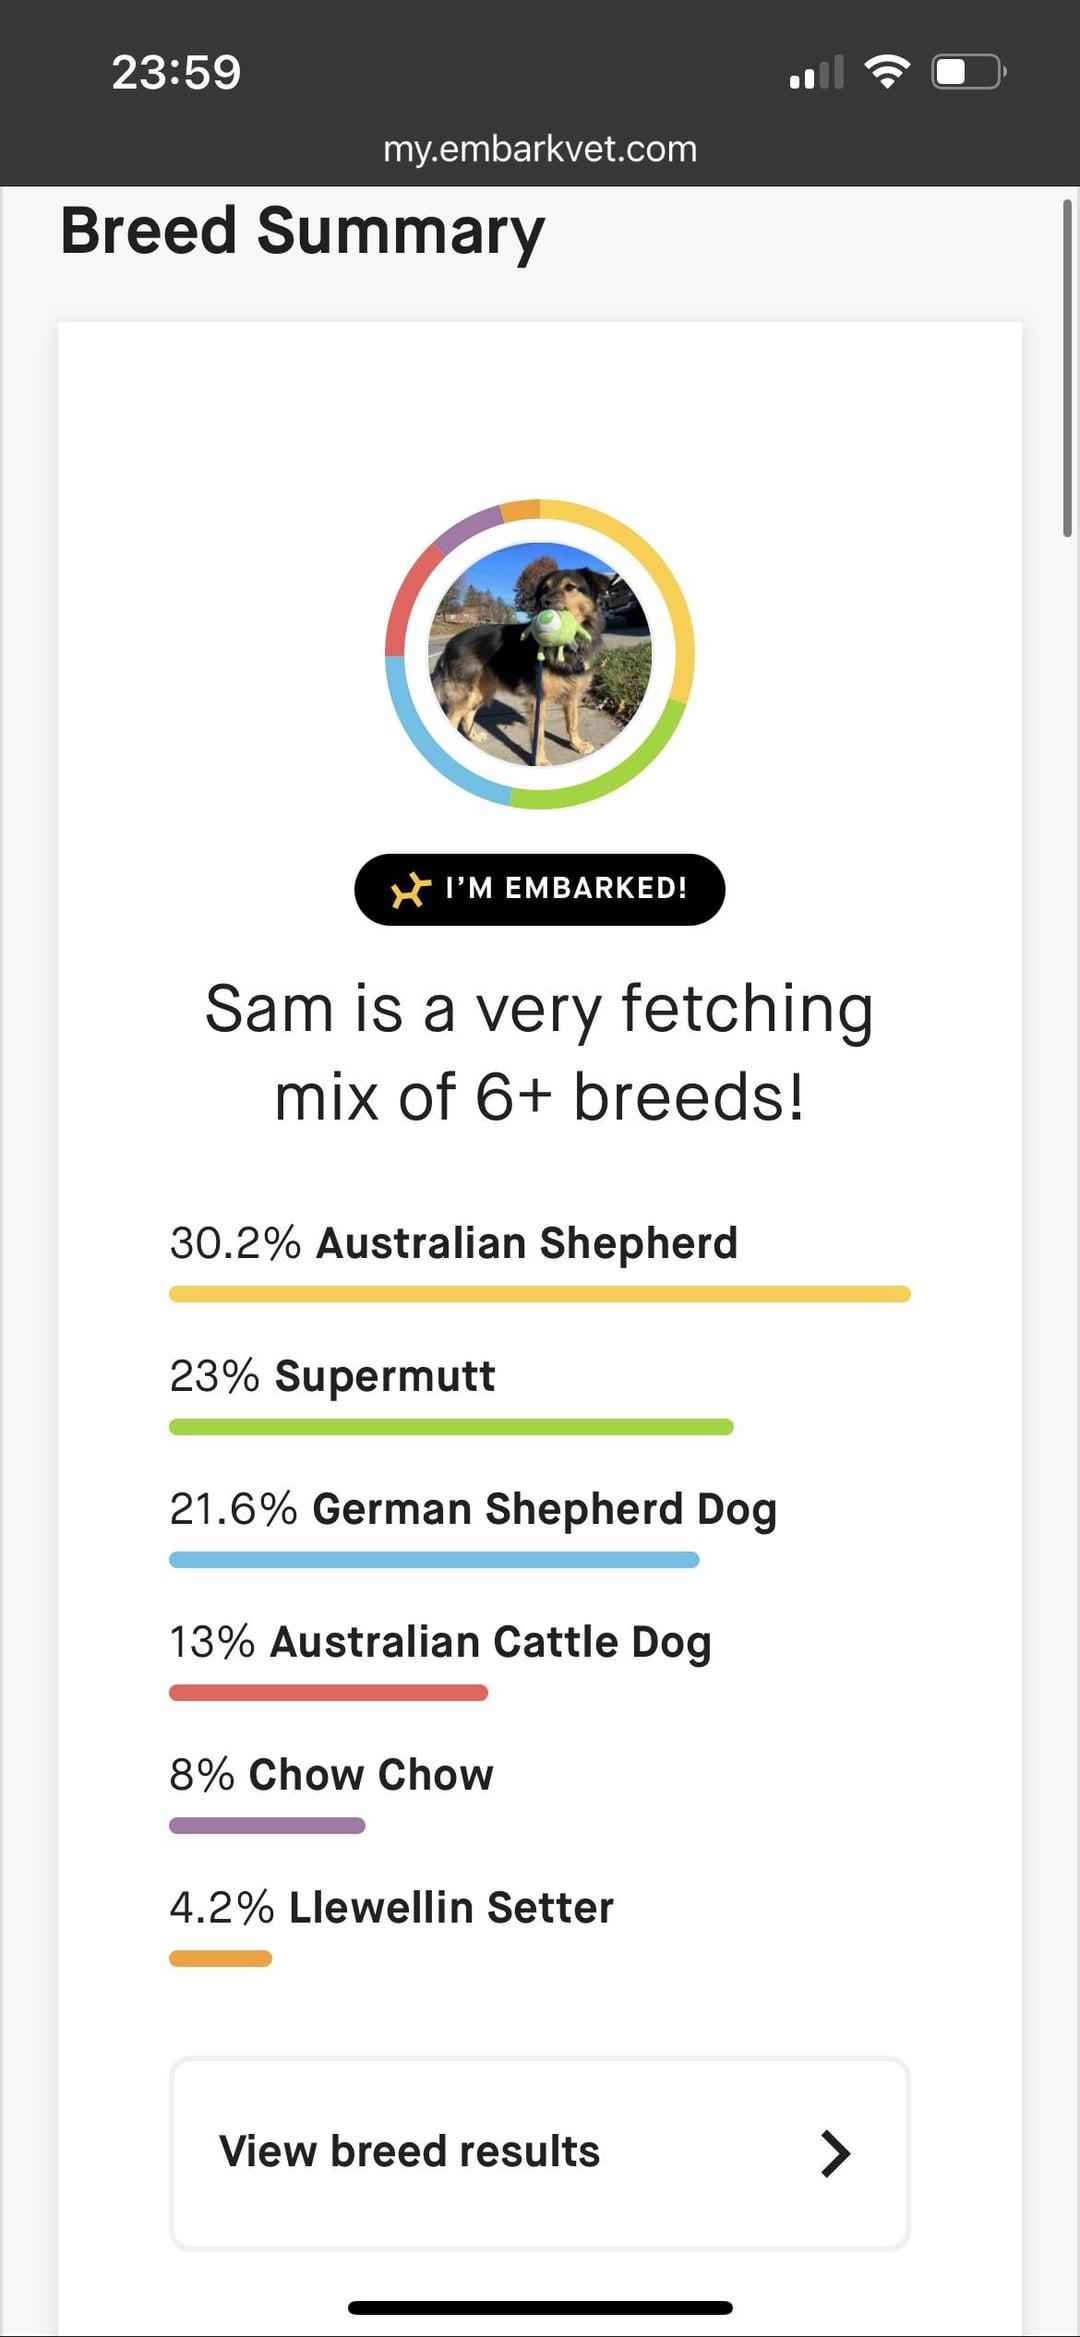 23:59
my.embarkvet.com
Breed Summary
I’M EMBARKED!
Sam is a very fetching
mix of 6+ breeds!
30.2% Australian Shepherd
23% Supermutt
21.6% German Shepherd Dog
13% Australian Cattle Dog
8% Chow Chow
4.2% Llewellin Setter
View breed results